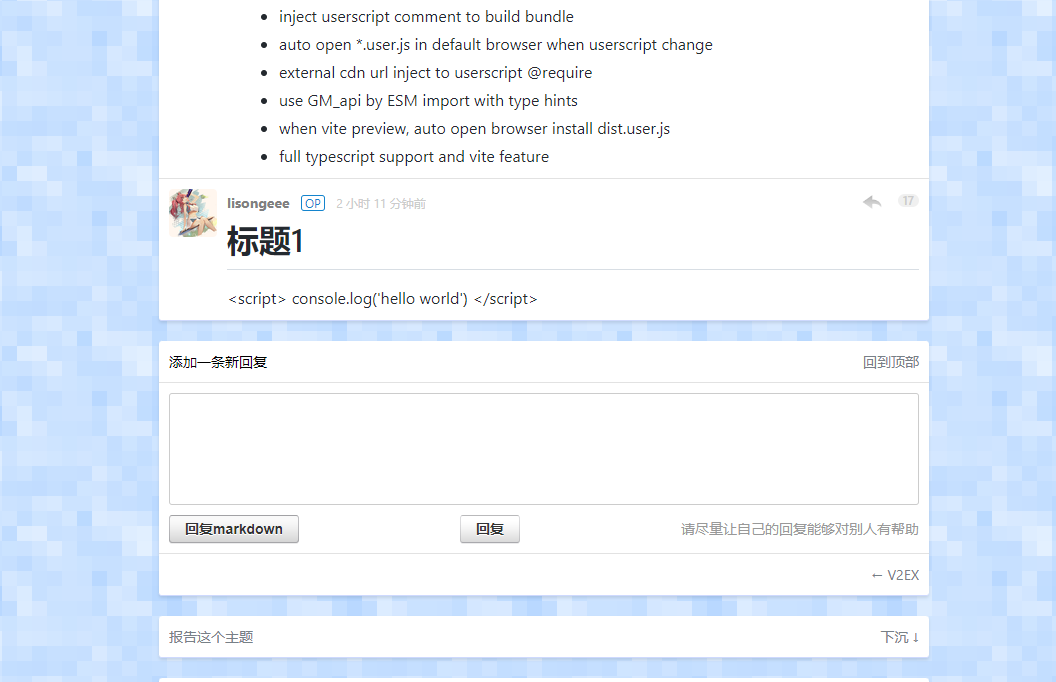 inject userscript comment to build bundle
auto open *.user.js in default browser when userscript change
external cdn url inject to userscript @require
use GM_api by ESM import with type hints
when vite preview, auto open browser install dist.user.js
full typescript support and vite feature
lisongeee OP 2 小时 11 分钟前 17
标题1
<script> console.log('hello world') </script>
添加一条新回复 回到顶部
回复markdown 回复 请尽量让自己的回复能够对别人有帮助
← V2EX
报告这个主题 下沉 ↓